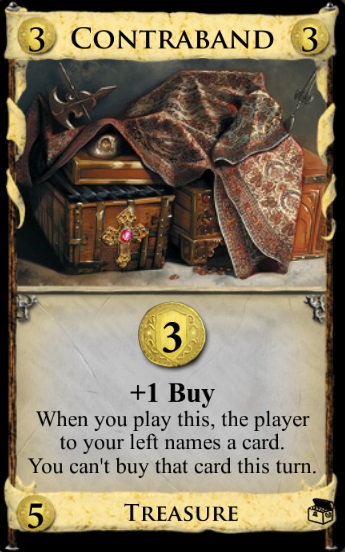 3 CONTRABAND 3
3
+1 Buy
When you play this, the player
to your left names a card.
You can't buy that card this turn.
5 TREASURE